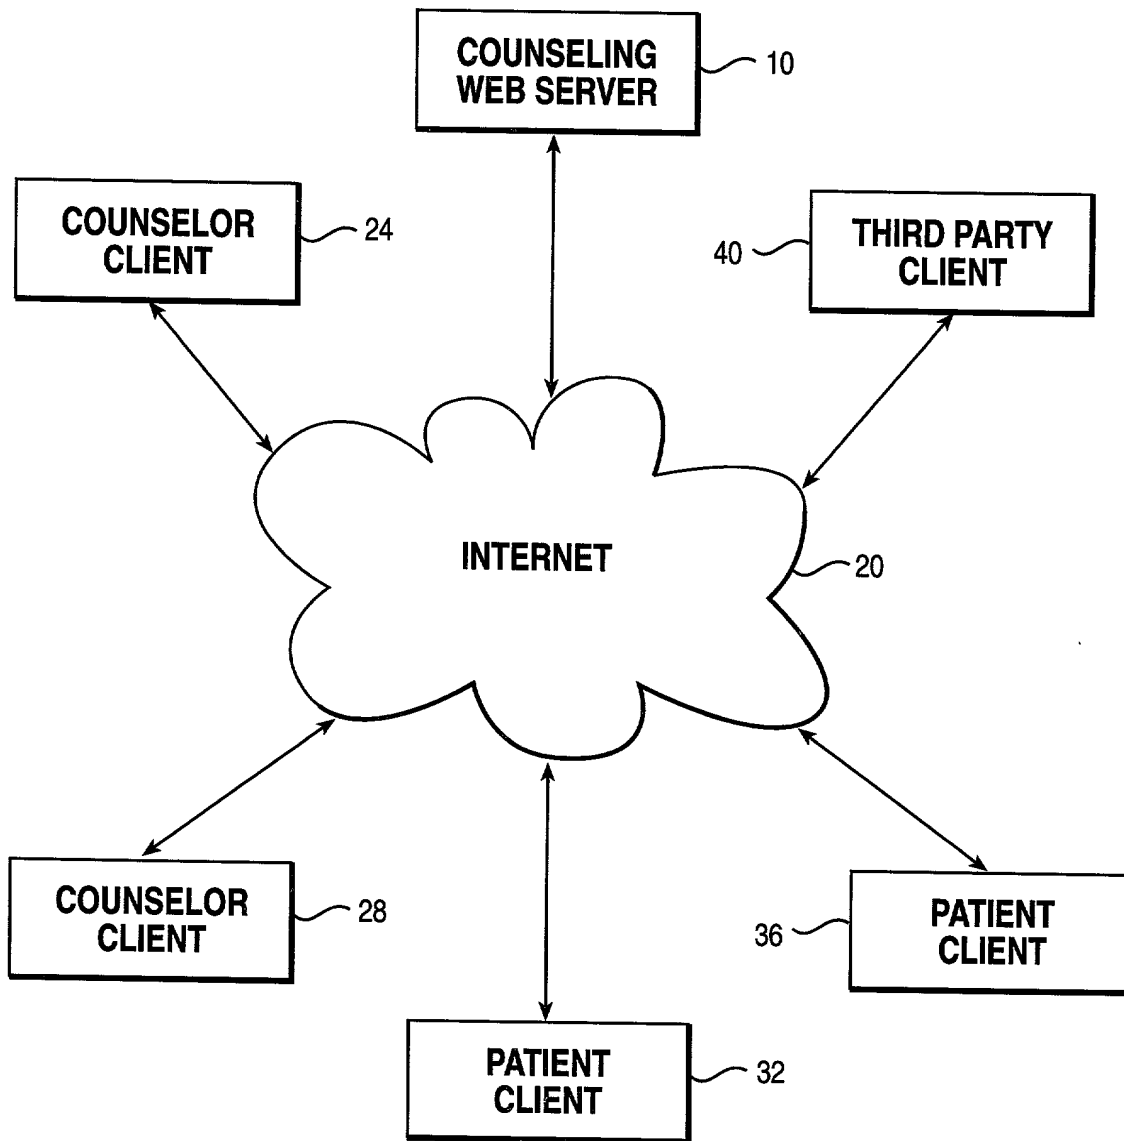 COUNSELING
WEB SERVER
10
COUNSELOR
CLIENT
24
THIRD PARTY
CLIENT
40
INTERNET
20
COUNSELOR
CLIENT
28
PATIENT
CLIENT
36
PATIENT
CLIENT
32